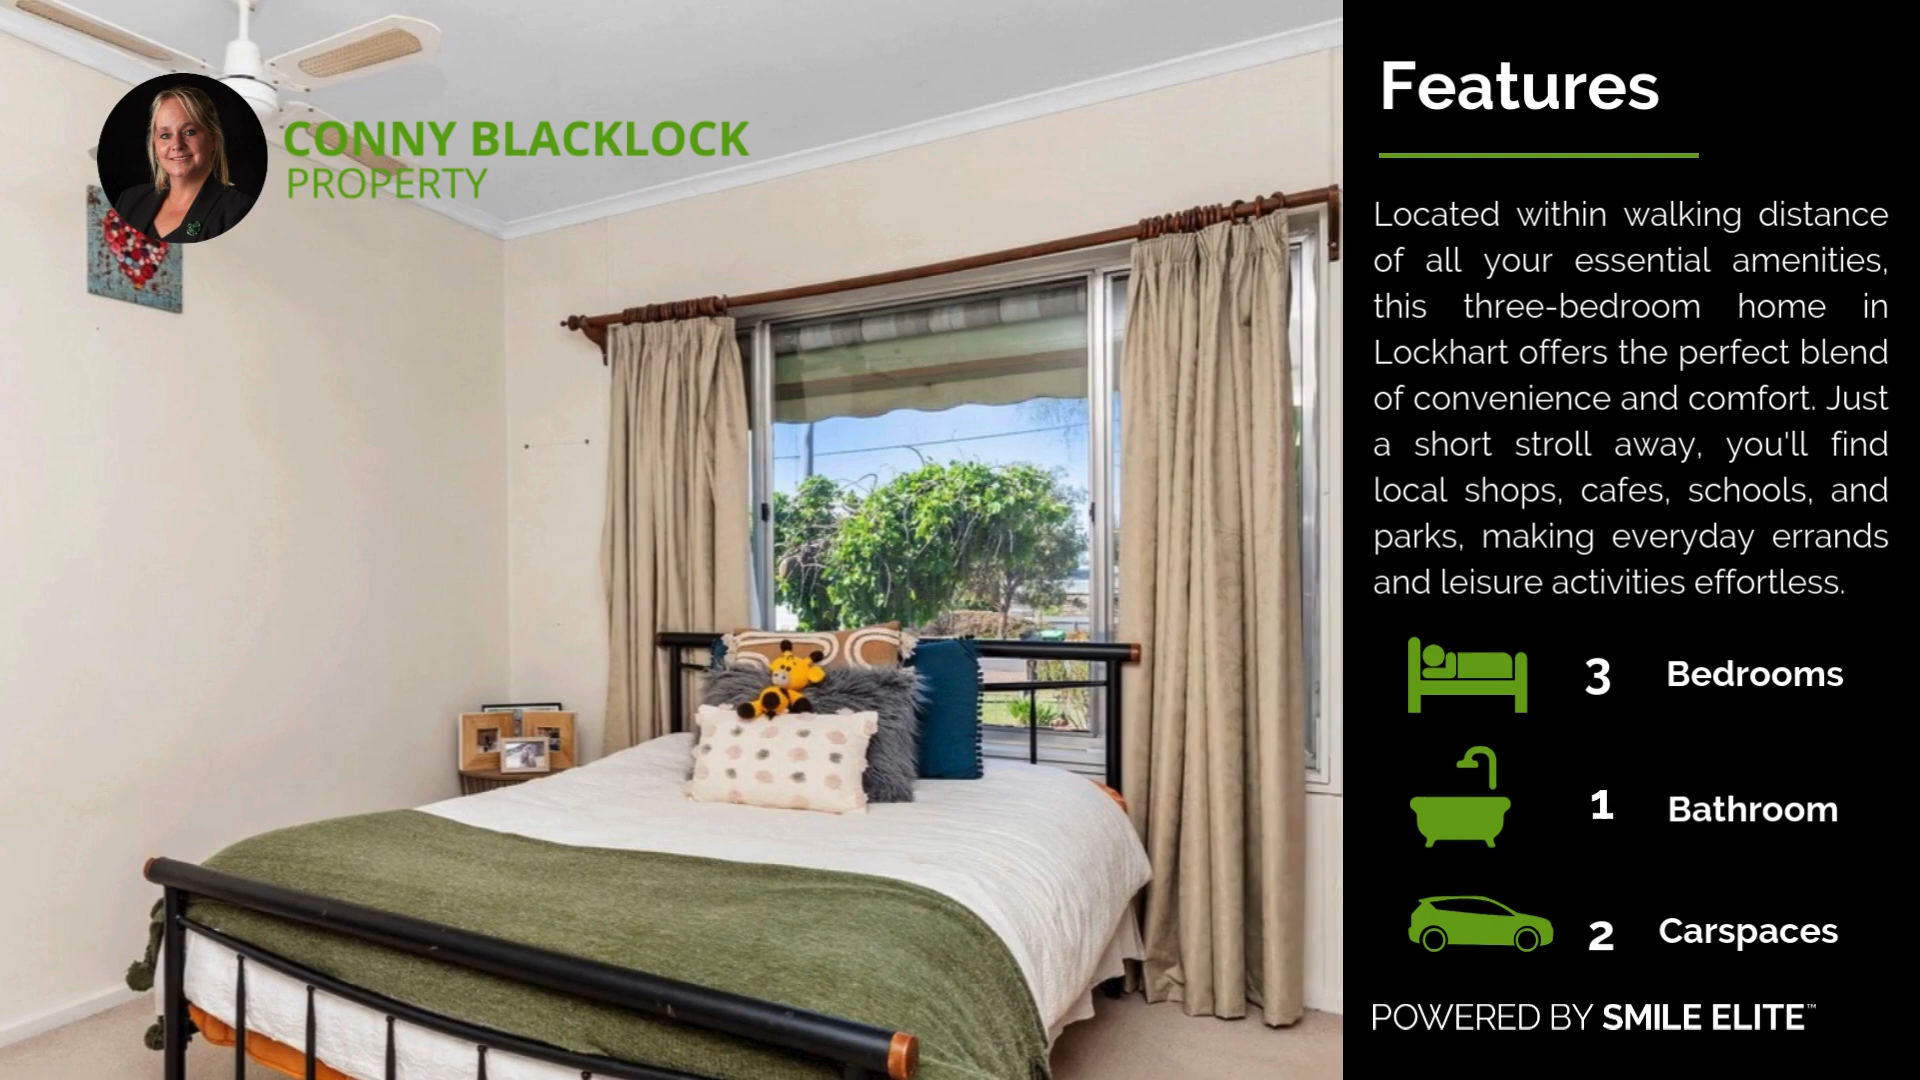 CONNY BLACKLOCK
PROPERTY
Features
Located within walking distance
of all your essential amenities,
this three-bedroom home in
Lockhart offers the perfect blend
of convenience and comfort. Just
a short stroll away, you'll find
local shops, cafes, schools, and
parks, making everyday errands
and leisure activities effortless.
3 Bedrooms
1 Bathroom
2 Carspaces
POWERED BY SMILE ELITE™